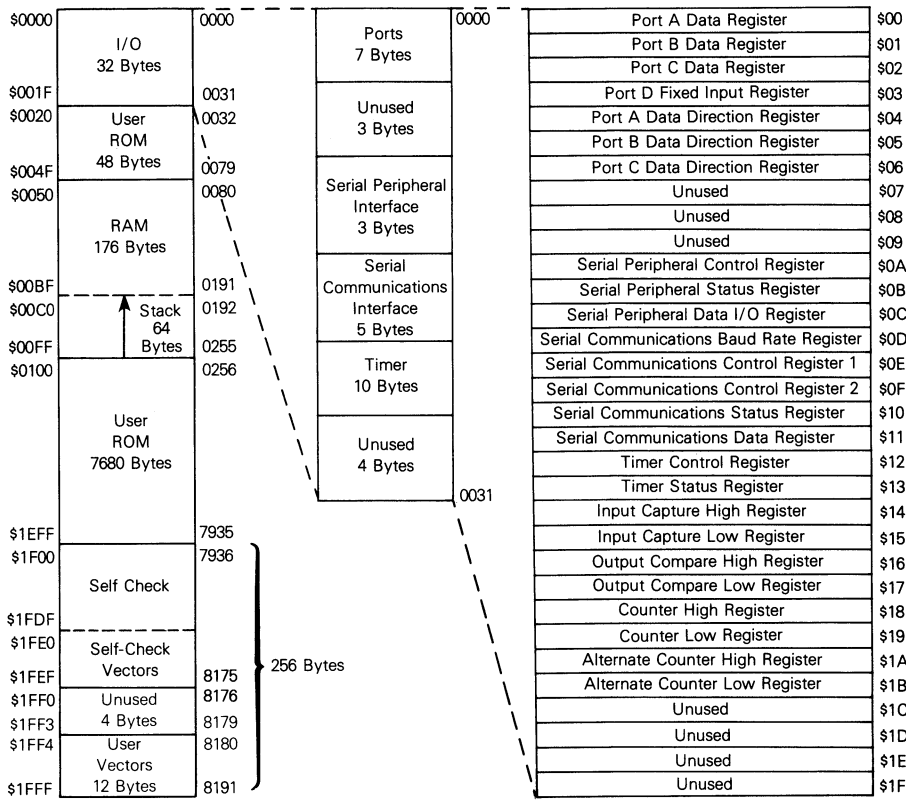 $0000
0000
I/O
32 Bytes
$001F
0031
$0020
0032
User
ROM
48 Bytes
$004F
0079
$0050
0080
RAM
176 Bytes
$00BF
0191
$00C0
0192
Stack
64
Bytes
$00FF
0255
$0100
0256
User
ROM
7680 Bytes
$1EFF
7935
$1F00
7936
Self Check
$1FDF
$1FE0
Self-Check
Vectors
$1FEF
8175
$1FF0
8176
Unused
4 Bytes
$1FF3
8179
$1FF4
8180
User
Vectors
12 Bytes
$1FFF
8191
256 Bytes
0000
Ports
7 Bytes
Unused
3 Bytes
Serial Peripheral
Interface
3 Bytes
Serial
Communications
Interface
5 Bytes
Timer
10 Bytes
Unused
4 Bytes
0031
Port A Data Register $00
Port B Data Register $01
Port C Data Register $02
Port D Fixed Input Register $03
Port A Data Direction Register $04
Port B Data Direction Register $05
Port C Data Direction Register $06
Unused $07
Unused $08
Unused $09
Serial Peripheral Control Register $0A
Serial Peripheral Status Register $0B
Serial Peripheral Data I/O Register $0C
Serial Communications Baud Rate Register $0D
Serial Communications Control Register 1 $0E
Serial Communications Control Register 2 $0F
Serial Communications Status Register $10
Serial Communications Data Register $11
Timer Control Register $12
Timer Status Register $13
Input Capture High Register $14
Input Capture Low Register $15
Output Compare High Register $16
Output Compare Low Register $17
Counter High Register $18
Counter Low Register $19
Alternate Counter High Register $1A
Alternate Counter Low Register $1B
Unused $1C
Unused $1D
Unused $1E
Unused $1F